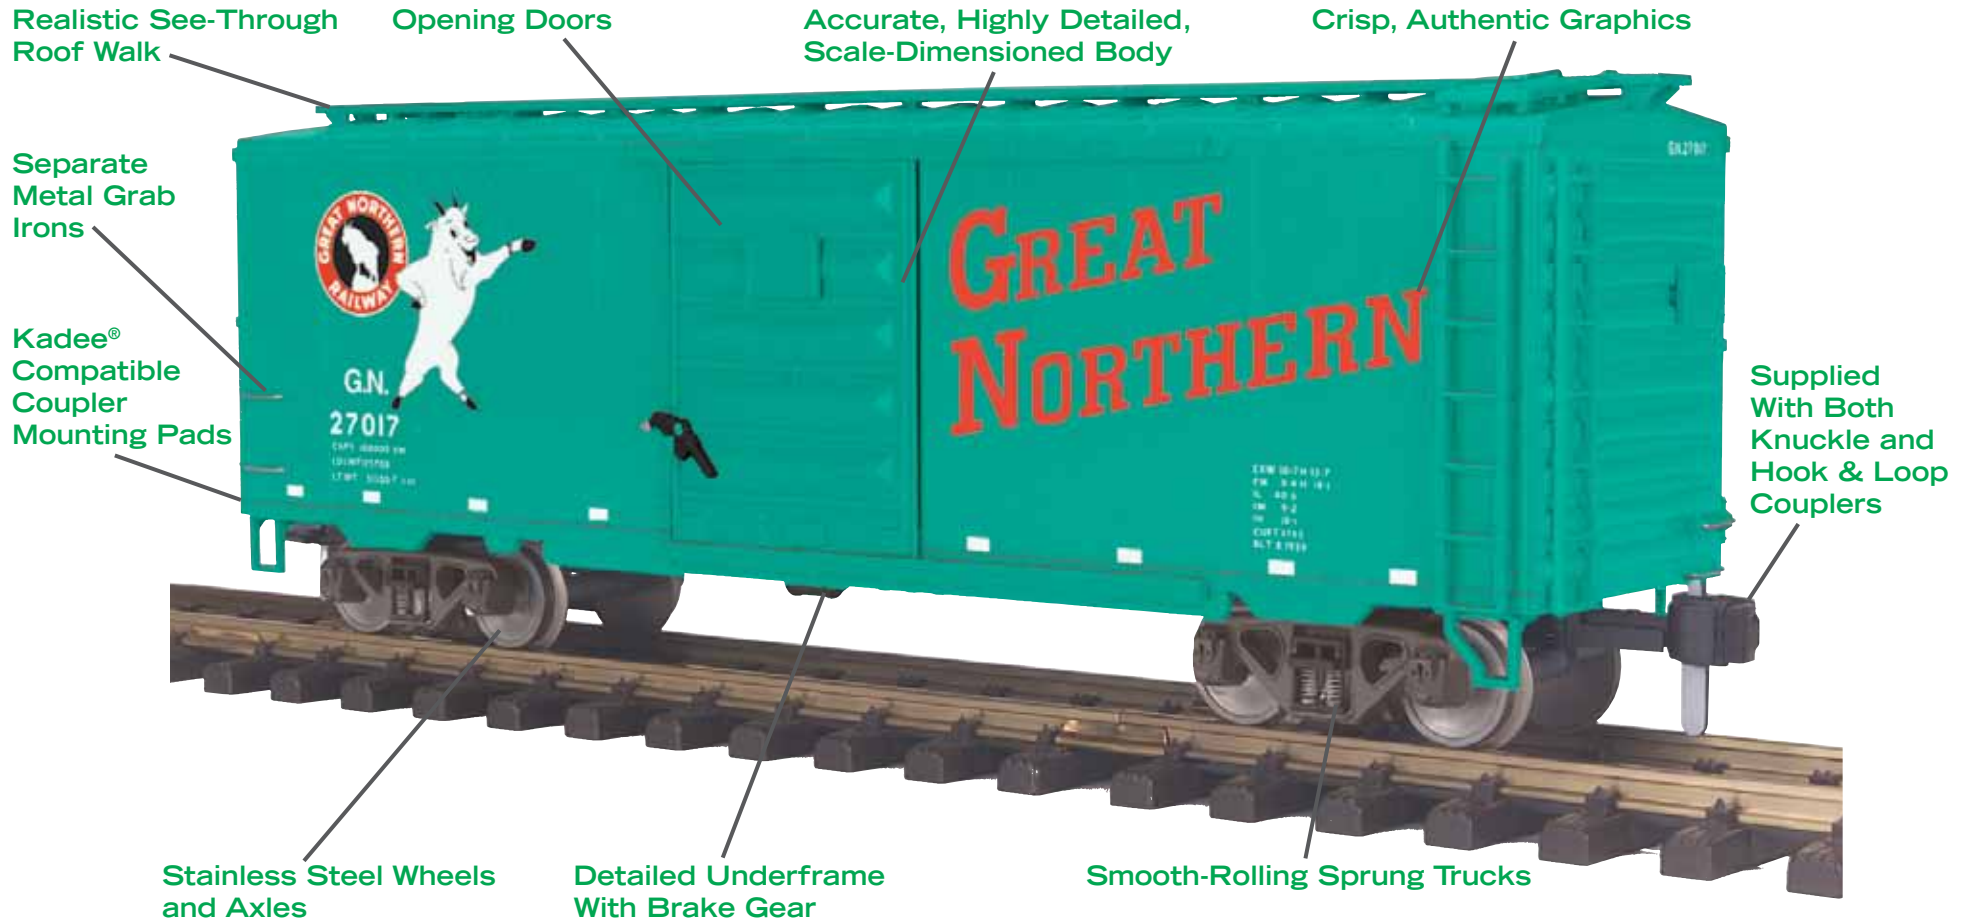 Realistic See-Through
Roof Walk
Opening Doors
Accurate, Highly Detailed,
Scale-Dimensioned Body
Crisp, Authentic Graphics
Separate
Metal Grab
Irons
Kadee®
Compatible
Coupler
Mounting Pads
GREAT NORTHERN
RAILWAY
G.N.
27017
GREAT
NORTHERN
Supplied
With Both
Knuckle and
Hook & Loop
Couplers
Stainless Steel Wheels
and Axles
Detailed Underframe
With Brake Gear
Smooth-Rolling Sprung Trucks